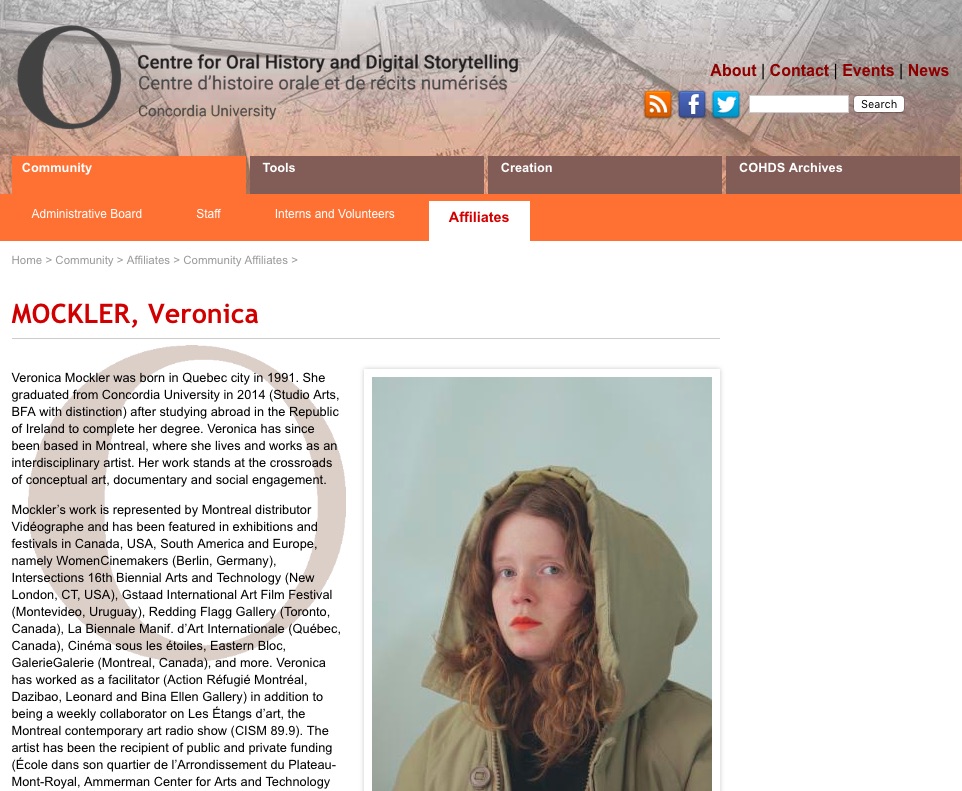 Centre for Oral History and Digital Storytelling
Centre d'histoire orale et de récits numérisés
Concordia University
About | Contact | Events | News
Search
Community
Tools
Creation
COHDS Archives
Administrative Board
Staff
Interns and Volunteers
Affiliates
Home > Community > Affiliates > Community Affiliates >
MOCKLER, Veronica
Veronica Mockler was born in Quebec city in 1991. She
graduated from Concordia University in 2014 (Studio Arts,
BFA with distinction) after studying abroad in the Republic
of Ireland to complete her degree. Veronica has since
been based in Montreal, where she lives and works as an
interdisciplinary artist. Her work stands at the crossroads
of conceptual art, documentary and social engagement.
Mockler's work is represented by Montreal distributor
Vidéographe and has been featured in exhibitions and
festivals in Canada, USA, South America and Europe,
namely WomenCinemakers (Berlin, Germany),
Intersections 16th Biennial Arts and Technology (New
London, CT, USA), Gstaad International Art Film Festival
(Montevideo, Uruguay), Redding Flagg Gallery (Toronto,
Canada), La Biennale Manif. d'Art Internationale (Québec,
Canada), Cinéma sous les étoiles, Eastern Bloc,
GalerieGalerie (Montreal, Canada), and more. Veronica
has worked as a facilitator (Action Réfugié Montréal,
Dazibao, Leonard and Bina Ellen Gallery) in addition to
being a weekly collaborator on Les Étangs d'art, the
Montreal contemporary art radio show (CISM 89.9). The
artist has been the recipient of public and private funding
(École dans son quartier de l'Arrondissement du Plateau-
Mont-Royal, Ammerman Center for Arts and Technology